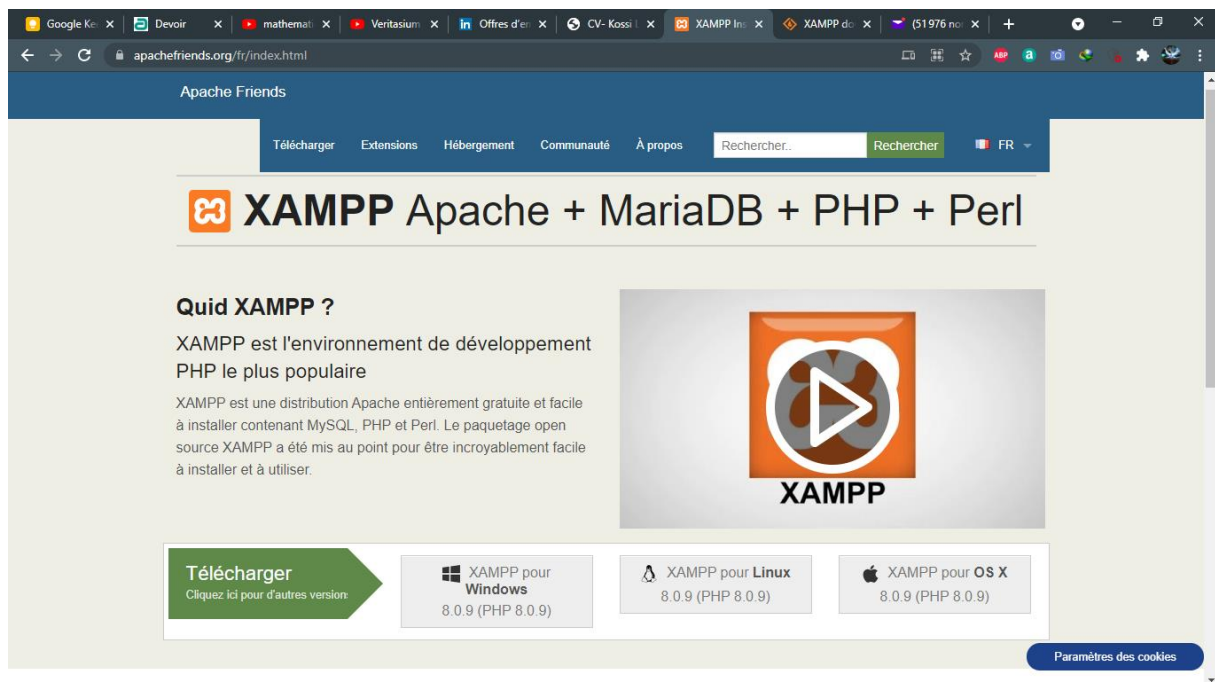 Google Ke
Devoir
mathemati
Veritasium
Offres d'en
CV- Kossi
XAMPP Ins
XAMPP do
(51 976 no
apachefriends.org/fr/index.html
Apache Friends
Télécharger Extensions Hébergement Communauté À propos Rechercher.. Rechercher FR
XAMPP Apache + MariaDB + PHP + Perl
Quid XAMPP ?
XAMPP est l'environnement de développement
PHP le plus populaire
XAMPP est une distribution Apache entièrement gratuite et facile
à installer contenant MySQL, PHP et Perl. Le paquetage open
source XAMPP a été mis au point pour être incroyablement facile
à installer et à utiliser.
XAMPP
Télécharger
Cliquez ici pour d'autres version
XAMPP pour
Windows
8.0.9 (PHP 8.0.9)
XAMPP pour Linux
8.0.9 (PHP 8.0.9)
XAMPP pour OS X
8.0.9 (PHP 8.0.9)
Paramètres des cookies